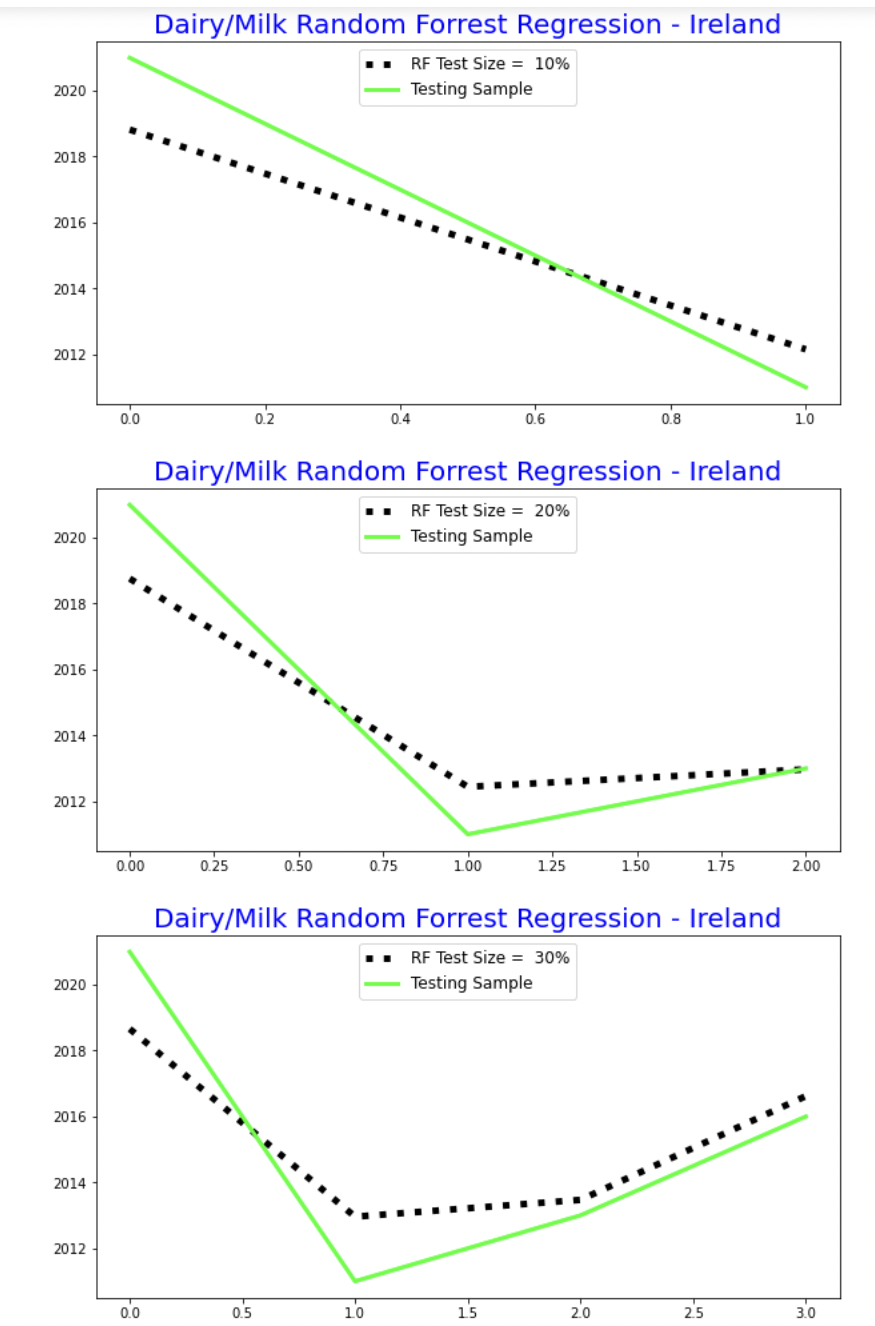 Dairy/Milk Random Forrest Regression - Ireland
RF Test Size =  10%
Testing Sample
2020
2018
2016
2014
2012
0.0 0.2 0.4 0.6 0.8 1.0
Dairy/Milk Random Forrest Regression - Ireland
RF Test Size =  20%
Testing Sample
2020
2018
2016
2014
2012
0.00 0.25 0.50 0.75 1.00 1.25 1.50 1.75 2.00
Dairy/Milk Random Forrest Regression - Ireland
RF Test Size =  30%
Testing Sample
2020
2018
2016
2014
2012
0.0 0.5 1.0 1.5 2.0 2.5 3.0